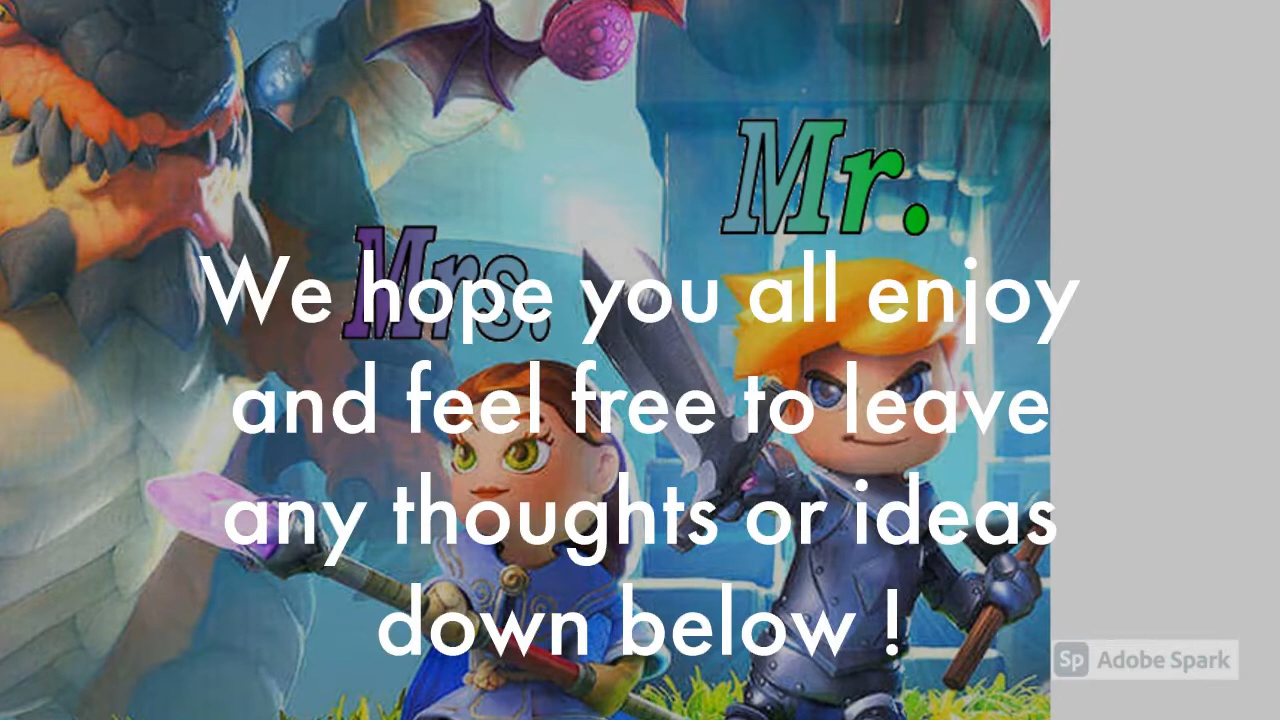 Mr.
Mrs.
We hope you all enjoy
and feel free to leave
any thoughts or ideas
down below !
Sp Adobe Spark